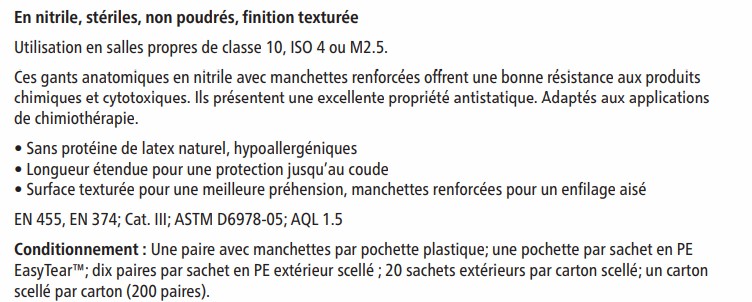 En nitrile, stériles, non poudrés, finition texturée
Utilisation en salles propres de classe 10, ISO 4 ou M2.5.
Ces gants anatomiques en nitrile avec manchettes renforcées offrent une bonne résistance aux produits
chimiques et cytotoxiques. Ils présentent une excellente propriété antistatique. Adaptés aux applications
de chimiothérapie.
• Sans protéine de latex naturel, hypoallergéniques
• Longueur étendue pour une protection jusqu'au coude
• Surface texturée pour une meilleure préhension, manchettes renforcées pour un enfilage aisé
EN 455, EN 374; Cat. III; ASTM D6978-05; AQL 1.5
Conditionnement : Une paire avec manchettes par pochette plastique; une pochette par sachet en PE
EasyTear™; dix paires par sachet en PE extérieur scellé ; 20 sachets extérieurs par carton scellé; un carton
scellé par carton (200 paires).